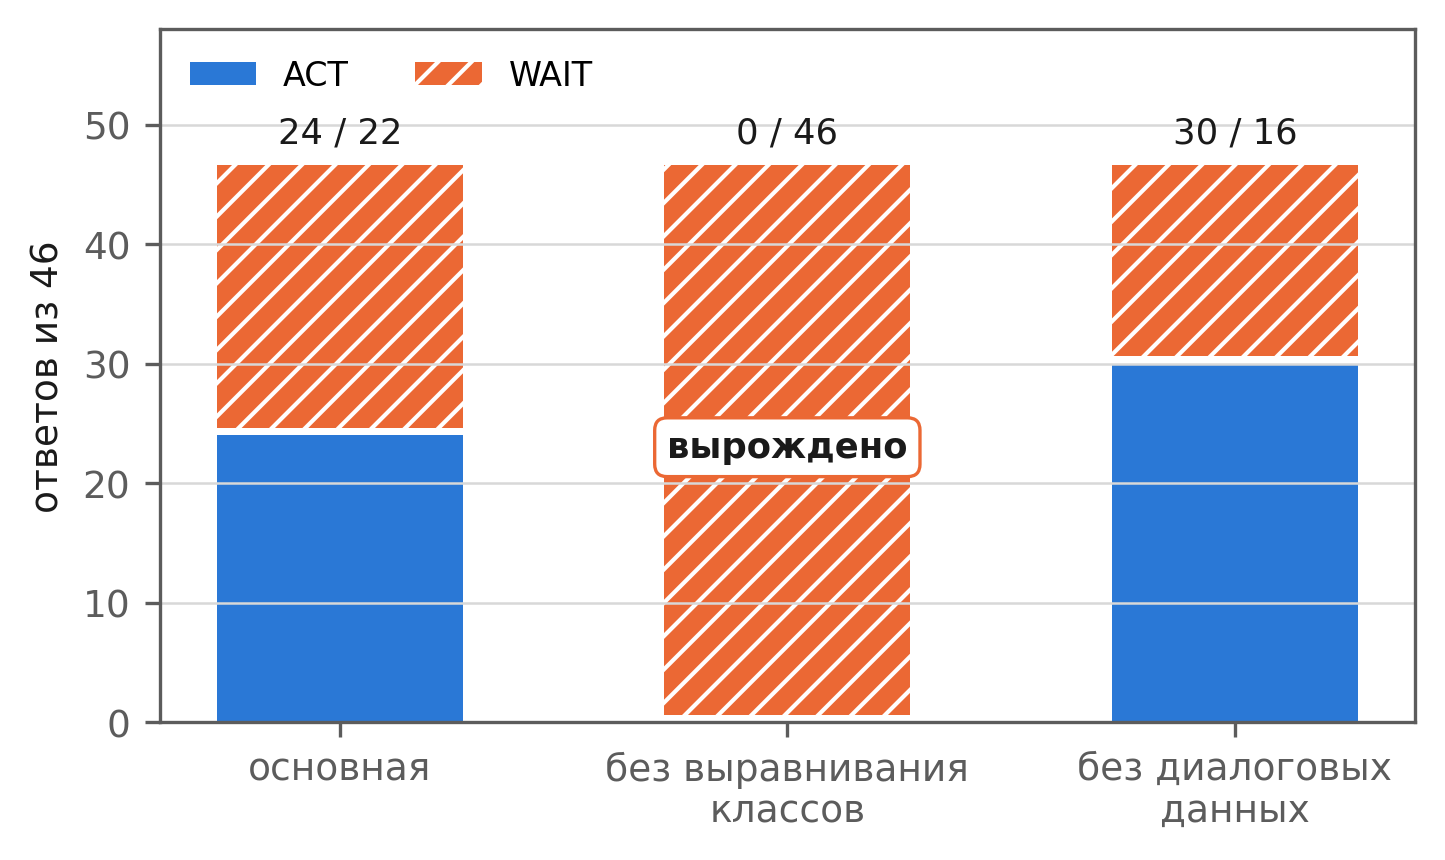 ACT WAIT
24 / 22 0 / 46 30 / 16
50
40
30
20
10
0
ответов из 46
вырождено
основная
без выравнивания
классов
без диалоговых
данных